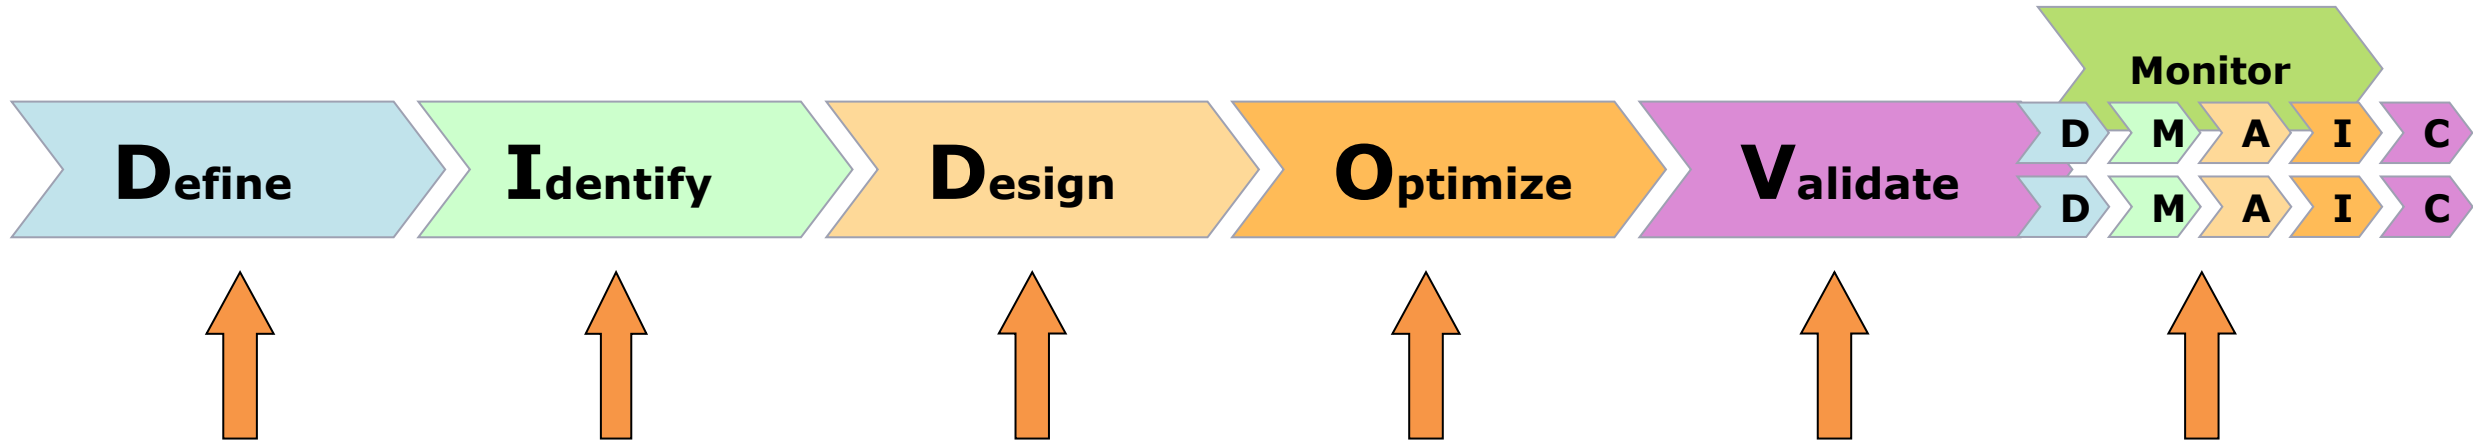 Monitor
Define Identify Design Optimize Validate
D M A I C
D M A I C